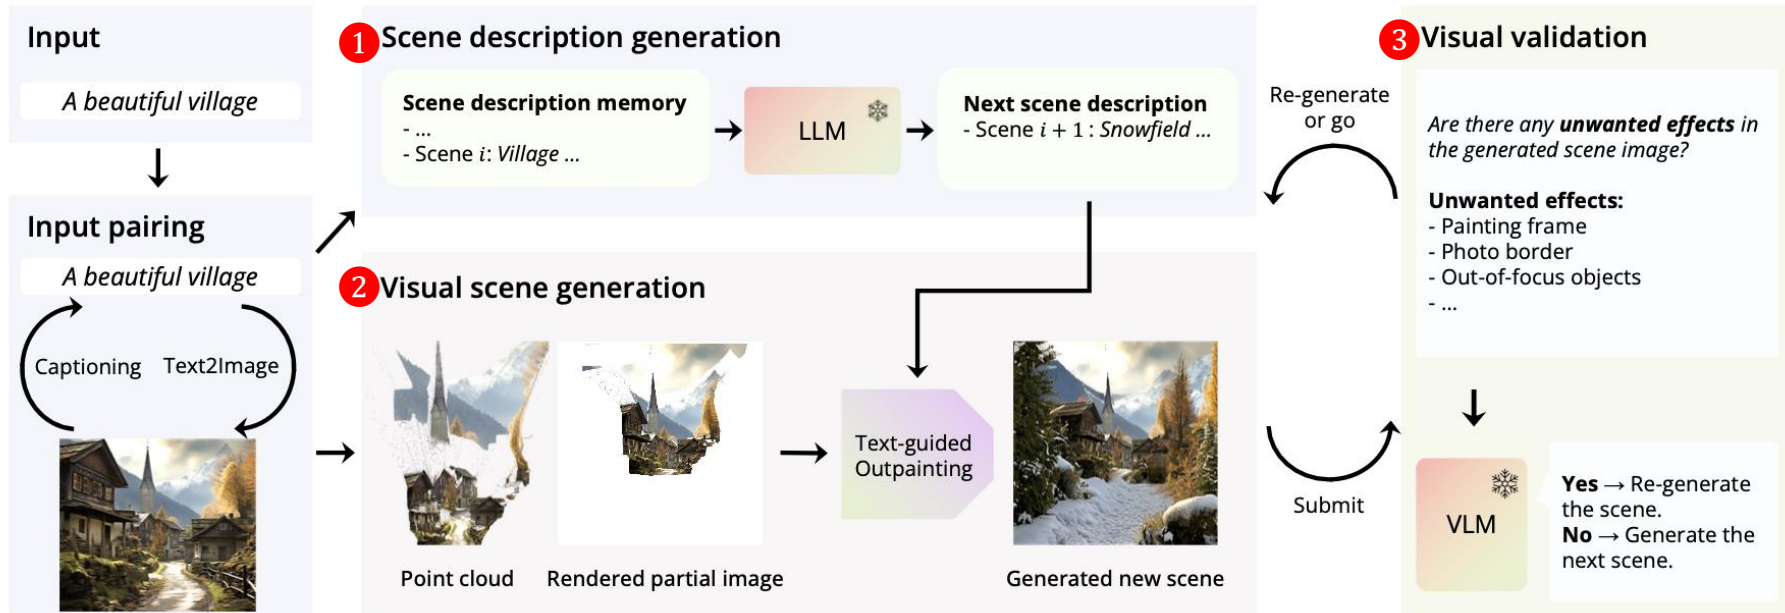 Input
A beautiful village
Input pairing
A beautiful village
Captioning
Text2Image
1 Scene description generation
Scene description memory
- ...
- Scene i: Village ...
LLM
Next scene description
- Scene i + 1 : Snowfield ...
2 Visual scene generation
Point cloud
Rendered partial image
Text-guided
Outpainting
Generated new scene
Re-generate
or go
Submit
3 Visual validation
Are there any unwanted effects in
the generated scene image?
Unwanted effects:
- Painting frame
- Photo border
- Out-of-focus objects
- ...
VLM
Yes → Re-generate
the scene.
No → Generate the
next scene.